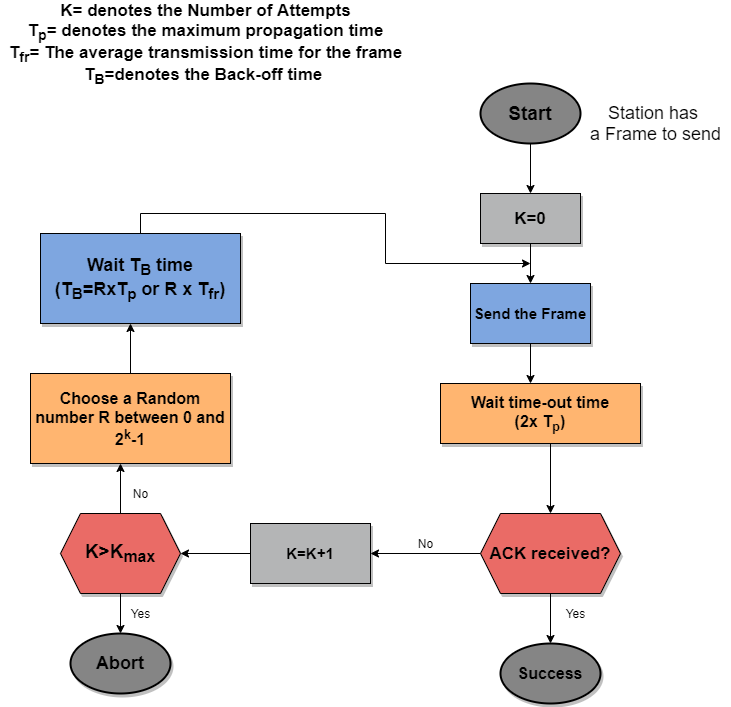 K= denotes the Number of Attempts
Tp= denotes the maximum propagation time
Tfr= The average transmission time for the frame
TB=denotes the Back-off time
Start
Station has
a Frame to send
K=0
Wait TB time
(TB=RxTp or R x Tfr)
Send the Frame
Choose a Random
number R between 0 and
2k-1
Wait time-out time
(2x Tp)
No
K>Kmax
K=K+1
No
ACK received?
Yes
Yes
Abort
Success